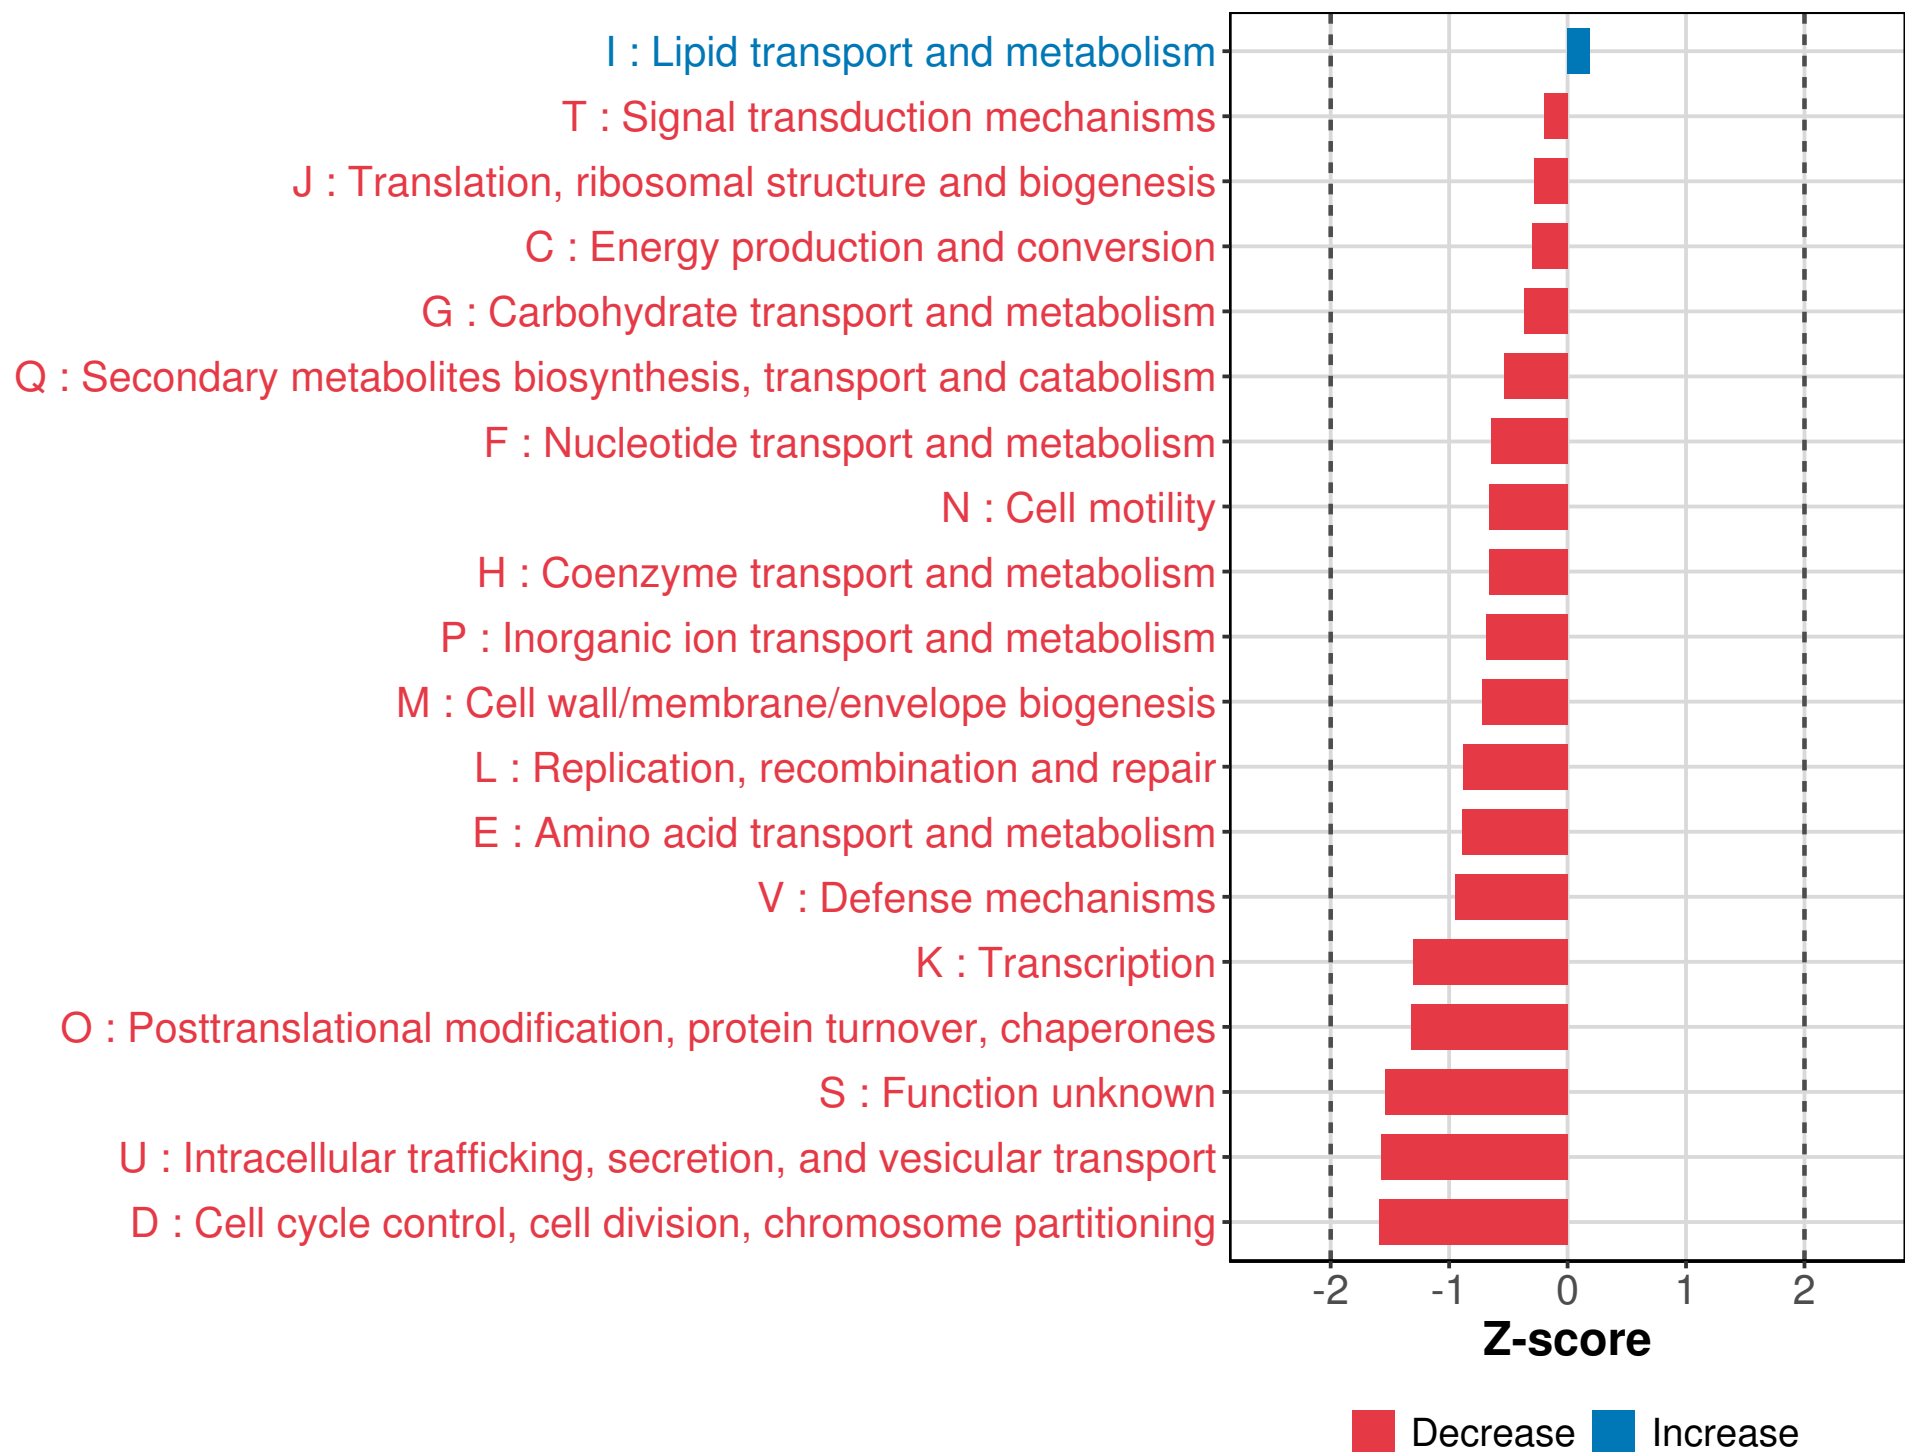 I : Lipid transport and metabolism
T : Signal transduction mechanisms
J : Translation, ribosomal structure and biogenesis
C : Energy production and conversion
G : Carbohydrate transport and metabolism
Q : Secondary metabolites biosynthesis, transport and catabolism
F : Nucleotide transport and metabolism
N : Cell motility
H : Coenzyme transport and metabolism
P : Inorganic ion transport and metabolism
M : Cell wall/membrane/envelope biogenesis
L : Replication, recombination and repair
E : Amino acid transport and metabolism
V : Defense mechanisms
K : Transcription
O : Posttranslational modification, protein turnover, chaperones
S : Function unknown
U : Intracellular trafficking, secretion, and vesicular transport
D : Cell cycle control, cell division, chromosome partitioning
-2 -1 0 1 2
Z-score
Decrease Increase